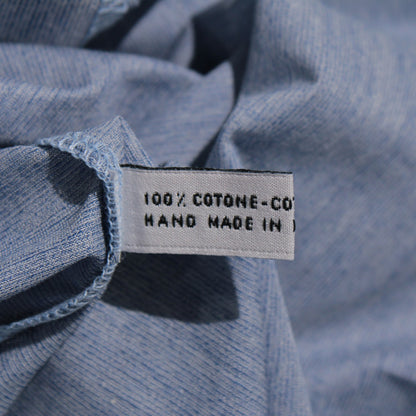 100% COTONE-CO
HAND MADE IN